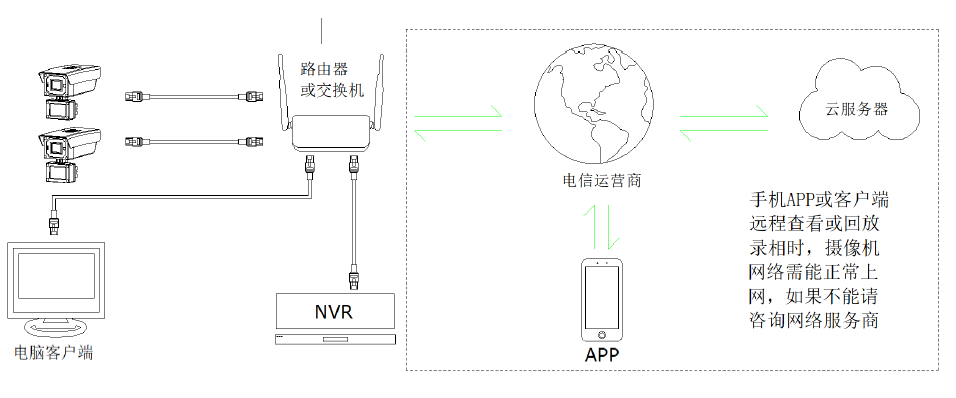 路由器
或交换机
云服务器
电信运营商
手机APP或客户端
远程查看或回放
录相时，摄像机
网络需能正常上
网，如果不能请
咨询网络服务商
NVR
电脑客户端
APP